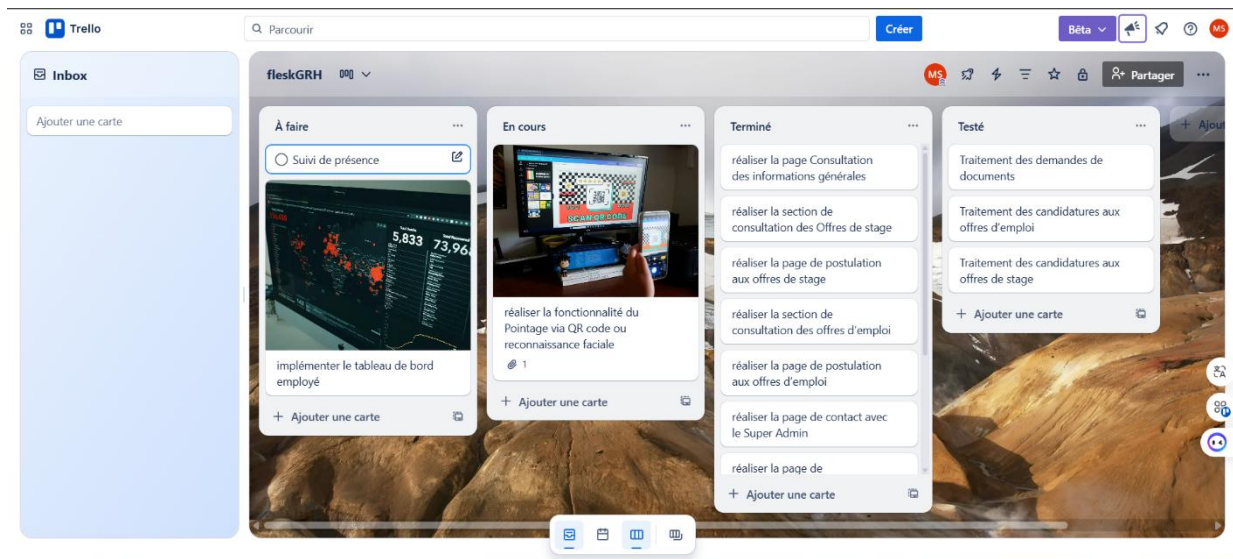 Trello
Parcourir
Créer
Bêta
MS
Inbox
Ajouter une carte
fleskGRH
MS
Partager
À faire
Suivi de présence
5,833
73,96
implémenter le tableau de bord
employé
+ Ajouter une carte
En cours
SCAN QR CODE
réaliser la fonctionnalité du
Pointage via QR code ou
reconnaissance faciale
1
+ Ajouter une carte
Terminé
réaliser la page Consultation
des informations générales
réaliser la section de
consultation des Offres de stage
réaliser la page de postulation
aux offres de stage
réaliser la section de
consultation des offres d'emploi
réaliser la page de postulation
aux offres d'emploi
réaliser la page de contact avec
le Super Admin
réaliser la page de
+ Ajouter une carte
Testé
Traitement des demandes de
documents
Traitement des candidatures aux
offres d'emploi
Traitement des candidatures aux
offres de stage
+ Ajouter une carte
+ Ajout